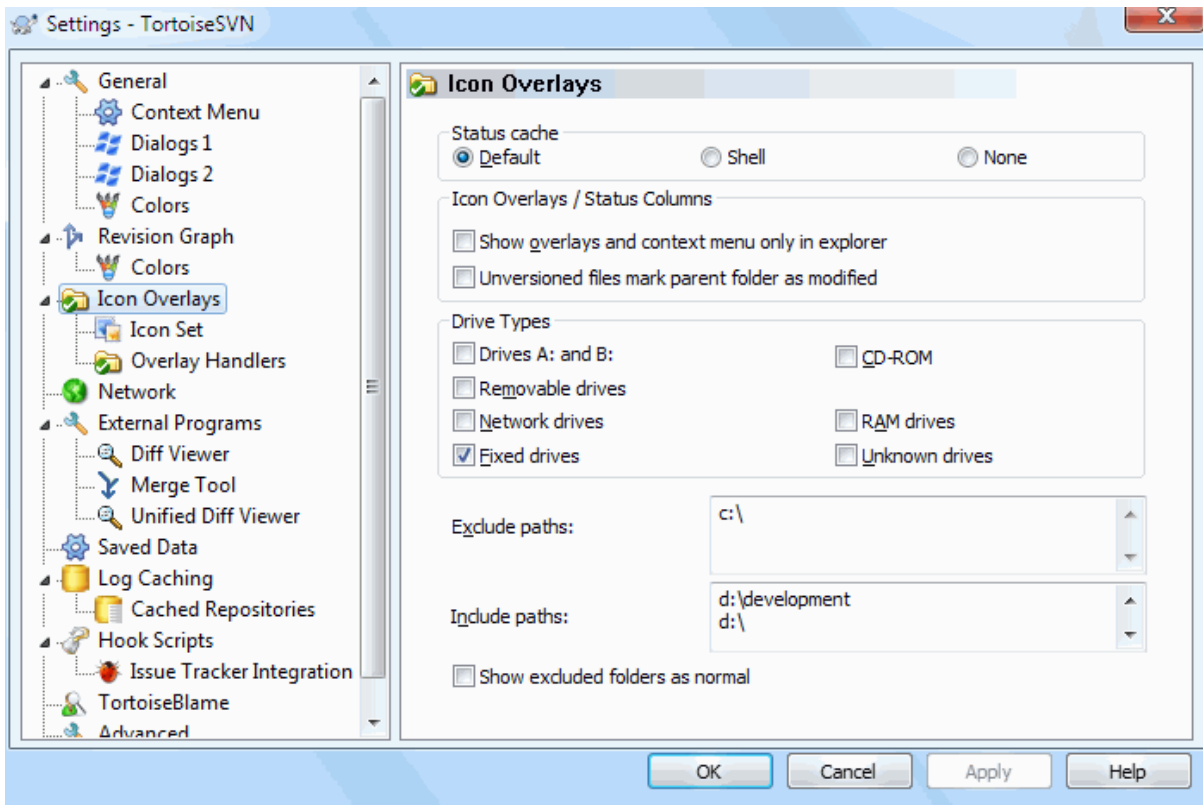 Settings - TortoiseSVN
General
Context Menu
Dialogs 1
Dialogs 2
Colors
Revision Graph
Colors
Icon Overlays
Icon Set
Overlay Handlers
Network
External Programs
Diff Viewer
Merge Tool
Unified Diff Viewer
Saved Data
Log Caching
Cached Repositories
Hook Scripts
Issue Tracker Integration
TortoiseBlame
Advanced
Icon Overlays
Status cache
Default
Shell
None
Icon Overlays / Status Columns
Show overlays and context menu only in explorer
Unversioned files mark parent folder as modified
Drive Types
Drives A: and B:
CD-ROM
Removable drives
Network drives
RAM drives
Fixed drives
Unknown drives
Exclude paths:
c:\
Include paths:
d:\development
d:\
Show excluded folders as normal
OK
Cancel
Apply
Help